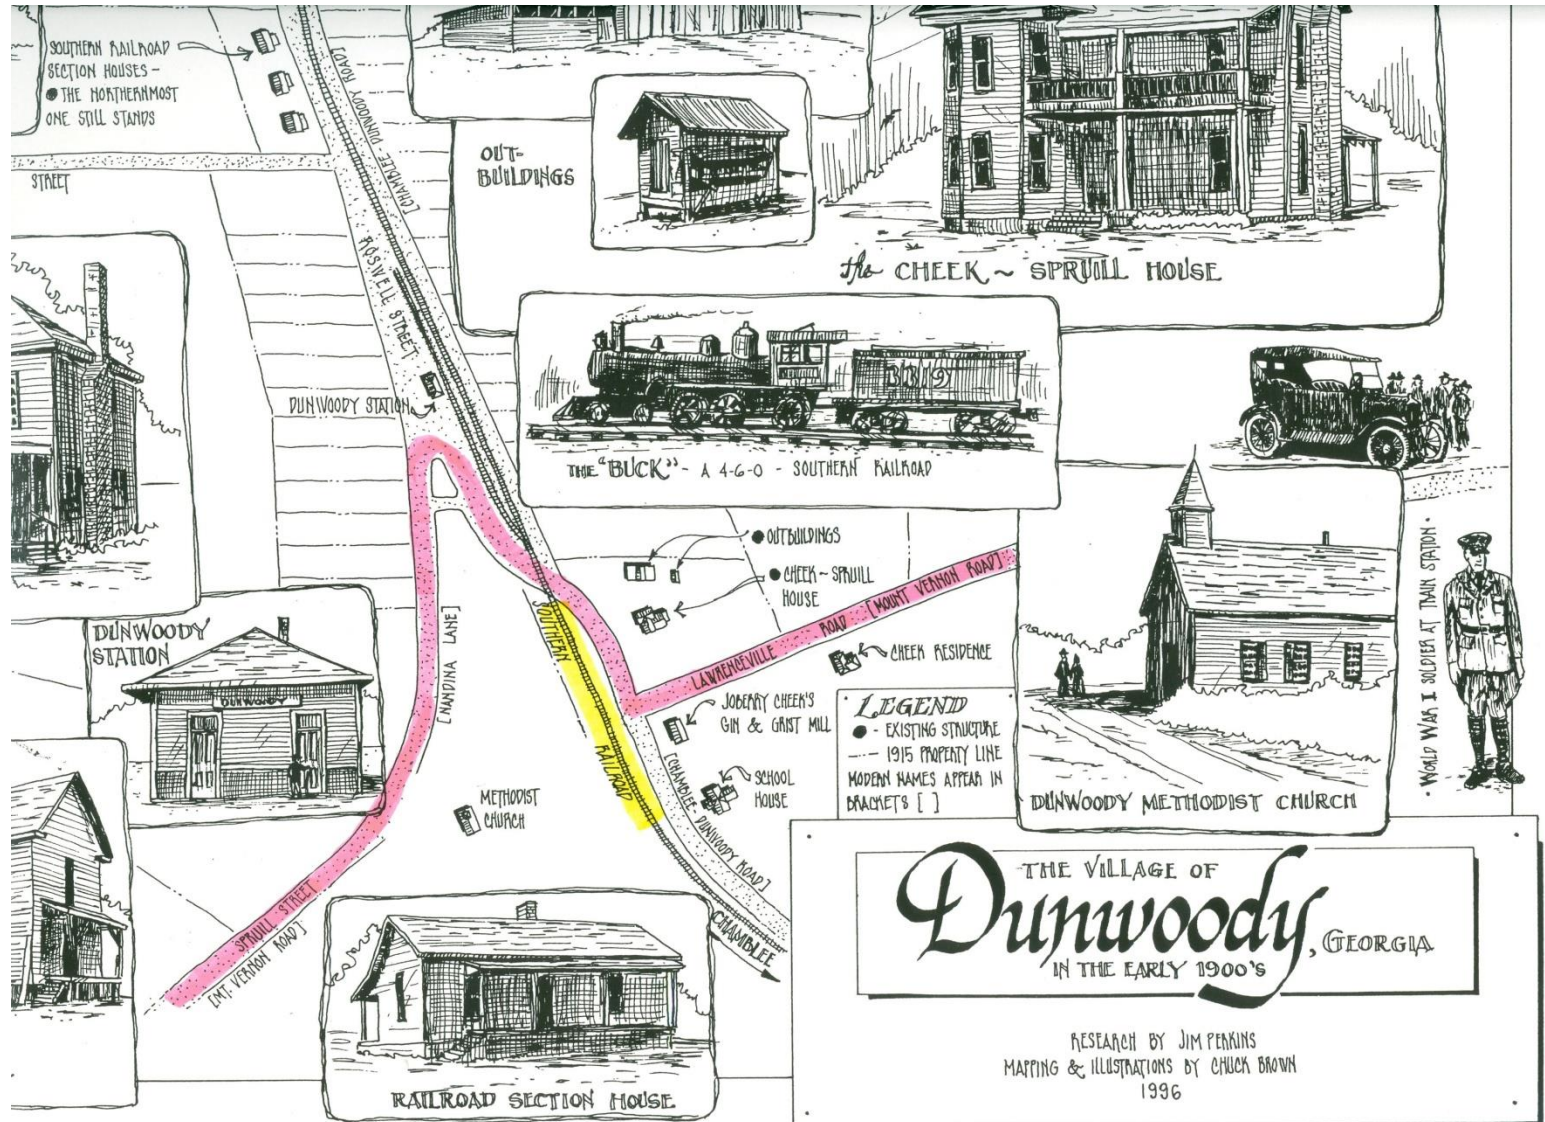 SOUTHERN RAILROAD
SECTION HOUSES -
● THE NORTHERNMOST
ONE STILL STANDS
STREET
[CHAMBLEE DUNWOODY ROAD]
ROSWELL STREET
DUNWOODY STATION
OUT-
BUILDINGS
the CHEEK ~ SPRUILL HOUSE
339
THE "BUCK" - A 4-6-0 - SOUTHERN RAILROAD
● OUTBUILDINGS
● CHEEK ~ SPRUILL
HOUSE
LAWRENCEVILLE ROAD [MOUNT VERNON ROAD]
CHEEK RESIDENCE
SOUTHERN RAILROAD
JOBERRY CHEEK'S
GIN & GRIST MILL
SCHOOL
HOUSE
[CHAMBLEE DUNWOODY ROAD]
CHAMBLEE
METHODIST
CHURCH
[NANDINA LANE]
SPRUILL STREET
[MT. VERNON ROAD]
DUNWOODY
STATION
DUNWOODY
RAILROAD SECTION HOUSE
LEGEND
● - EXISTING STRUCTURE
—·— 1915 PROPERTY LINE
MODERN NAMES APPEAR IN
BRACKETS [ ]
DUNWOODY METHODIST CHURCH
· WORLD WAR I SOLDIER AT TRAIN STATION ·
THE VILLAGE OF
Dunwoody, GEORGIA
IN THE EARLY 1900'S
RESEARCH BY JIM PERKINS
MAPPING & ILLUSTRATIONS BY CHUCK BROWN
1996